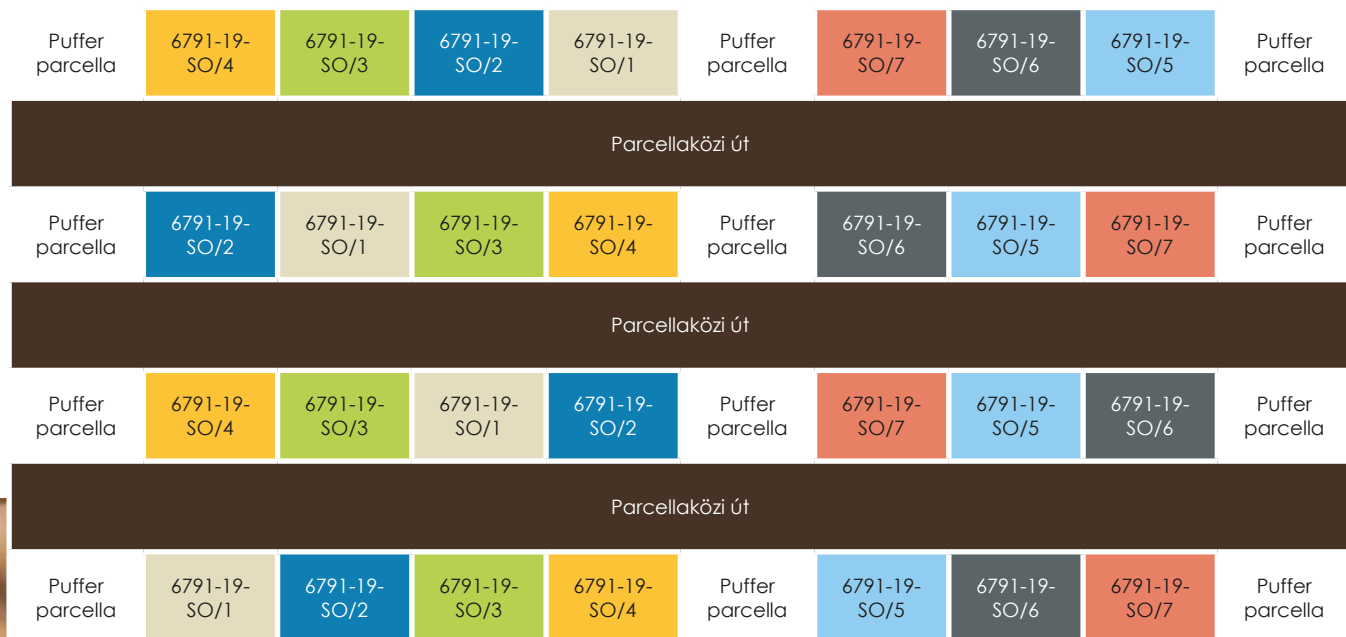 Puffer 6791-19- 6791-19- 6791-19- 6791-19- Puffer 6791-19- 6791-19- 6791-19- Puffer
parcella SO/4 SO/3 SO/2 SO/1 parcella SO/7 SO/6 SO/5 parcella
Parcellaközi út
Puffer 6791-19- 6791-19- 6791-19- 6791-19- Puffer 6791-19- 6791-19- 6791-19- Puffer
parcella SO/2 SO/1 SO/3 SO/4 parcella SO/6 SO/5 SO/7 parcella
Parcellaközi út
Puffer 6791-19- 6791-19- 6791-19- 6791-19- Puffer 6791-19- 6791-19- 6791-19- Puffer
parcella SO/4 SO/3 SO/1 SO/2 parcella SO/7 SO/5 SO/6 parcella
Parcellaközi út
Puffer 6791-19- 6791-19- 6791-19- 6791-19- Puffer 6791-19- 6791-19- 6791-19- Puffer
parcella SO/1 SO/2 SO/3 SO/4 parcella SO/5 SO/6 SO/7 parcella